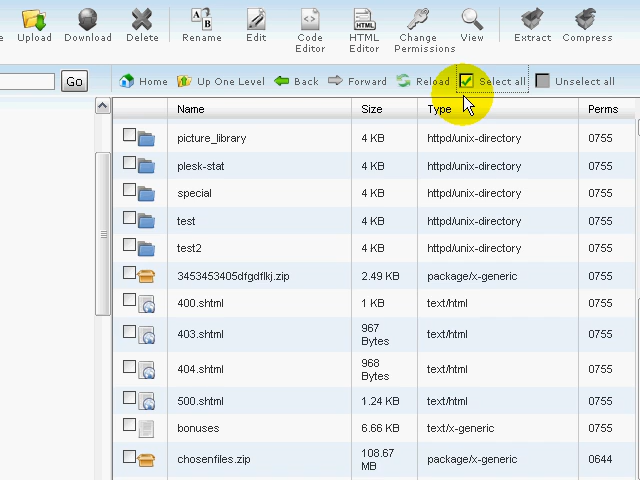 e Upload Download Delete Rename Edit Code Editor HTML Editor Change Permissions View Extract Compress
Go Home Up One Level Back Forward Reload Select all Unselect all
Name Size Type Perms
picture_library 4 KB httpd/unix-directory 0755
plesk-stat 4 KB httpd/unix-directory 0755
special 4 KB httpd/unix-directory 0755
test 4 KB httpd/unix-directory 0755
test2 4 KB httpd/unix-directory 0755
3453453405dfgdflkj.zip 2.49 KB package/x-generic 0755
400.shtml 1 KB text/html 0755
403.shtml 967 Bytes text/html 0755
404.shtml 968 Bytes text/html 0755
500.shtml 1.24 KB text/html 0755
bonuses 6.66 KB text/x-generic 0755
chosenfiles.zip 108.67 MB package/x-generic 0644